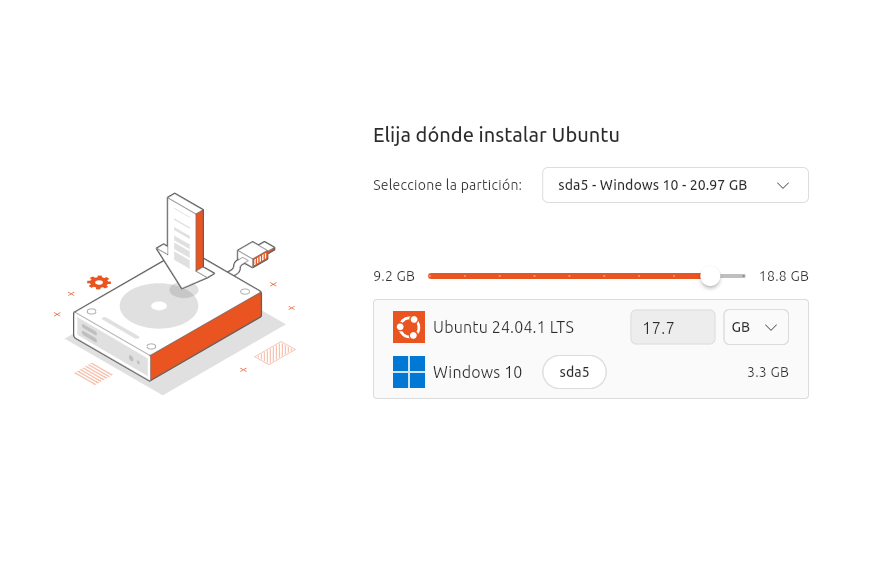 Elija dónde instalar Ubuntu
Seleccione la partición: sda5 - Windows 10 - 20.97 GB
9.2 GB 18.8 GB
Ubuntu 24.04.1 LTS 17.7 GB
Windows 10 sda5 3.3 GB